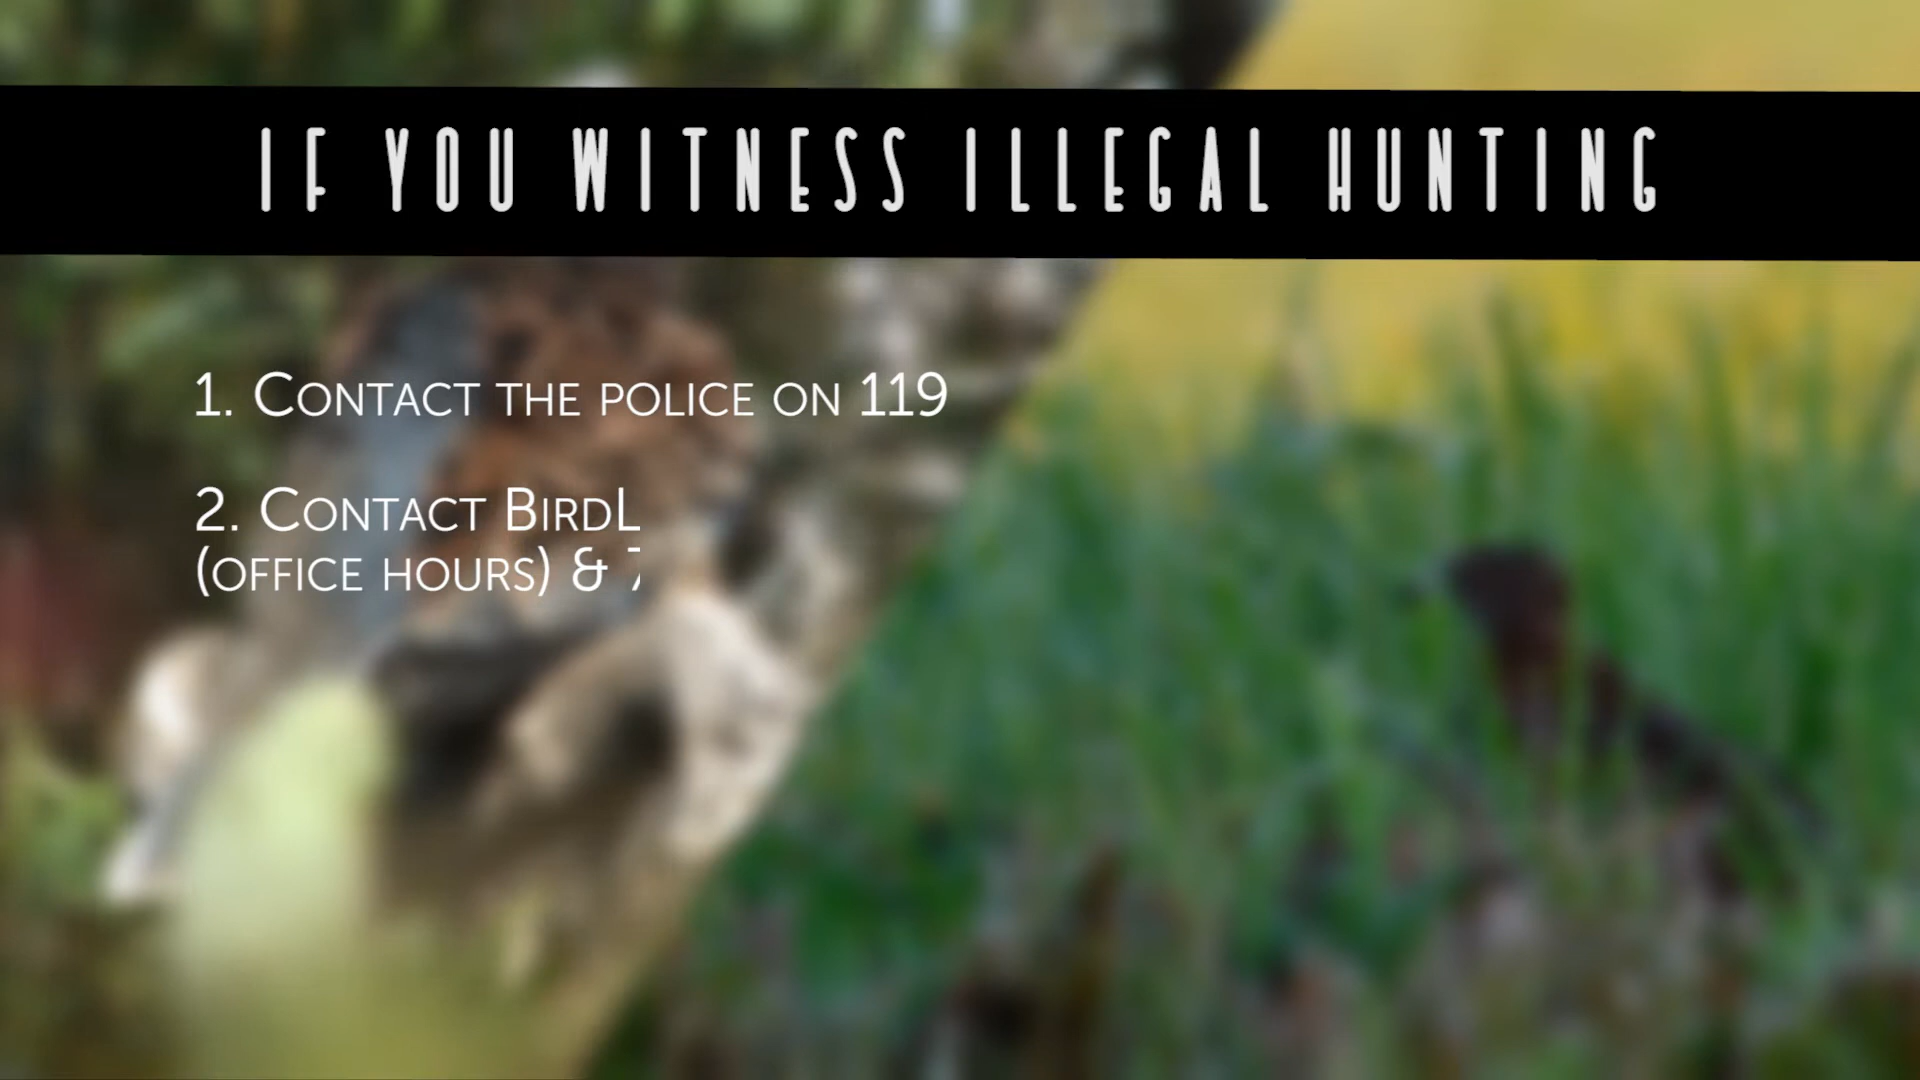 IF YOU WITNESS ILLEGAL HUNTING
1. CONTACT THE POLICE ON 119
2. CONTACT BIRDL
(OFFICE HOURS) &